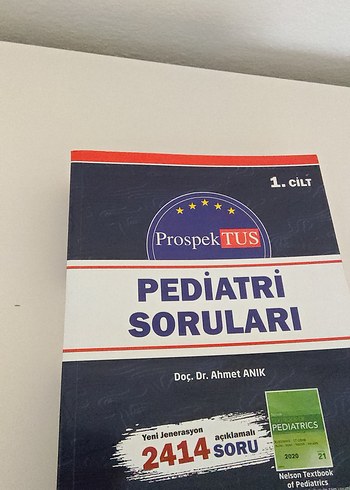 1. CİLT
ProspekTUS
PEDİATRİ
SORULARI
Doç. Dr. Ahmet ANIK
Yeni Jenerasyon
açıklamalı
2414 SORU
PEDIATRICS
2020
21
Nelson Textbook
of Pediatrics